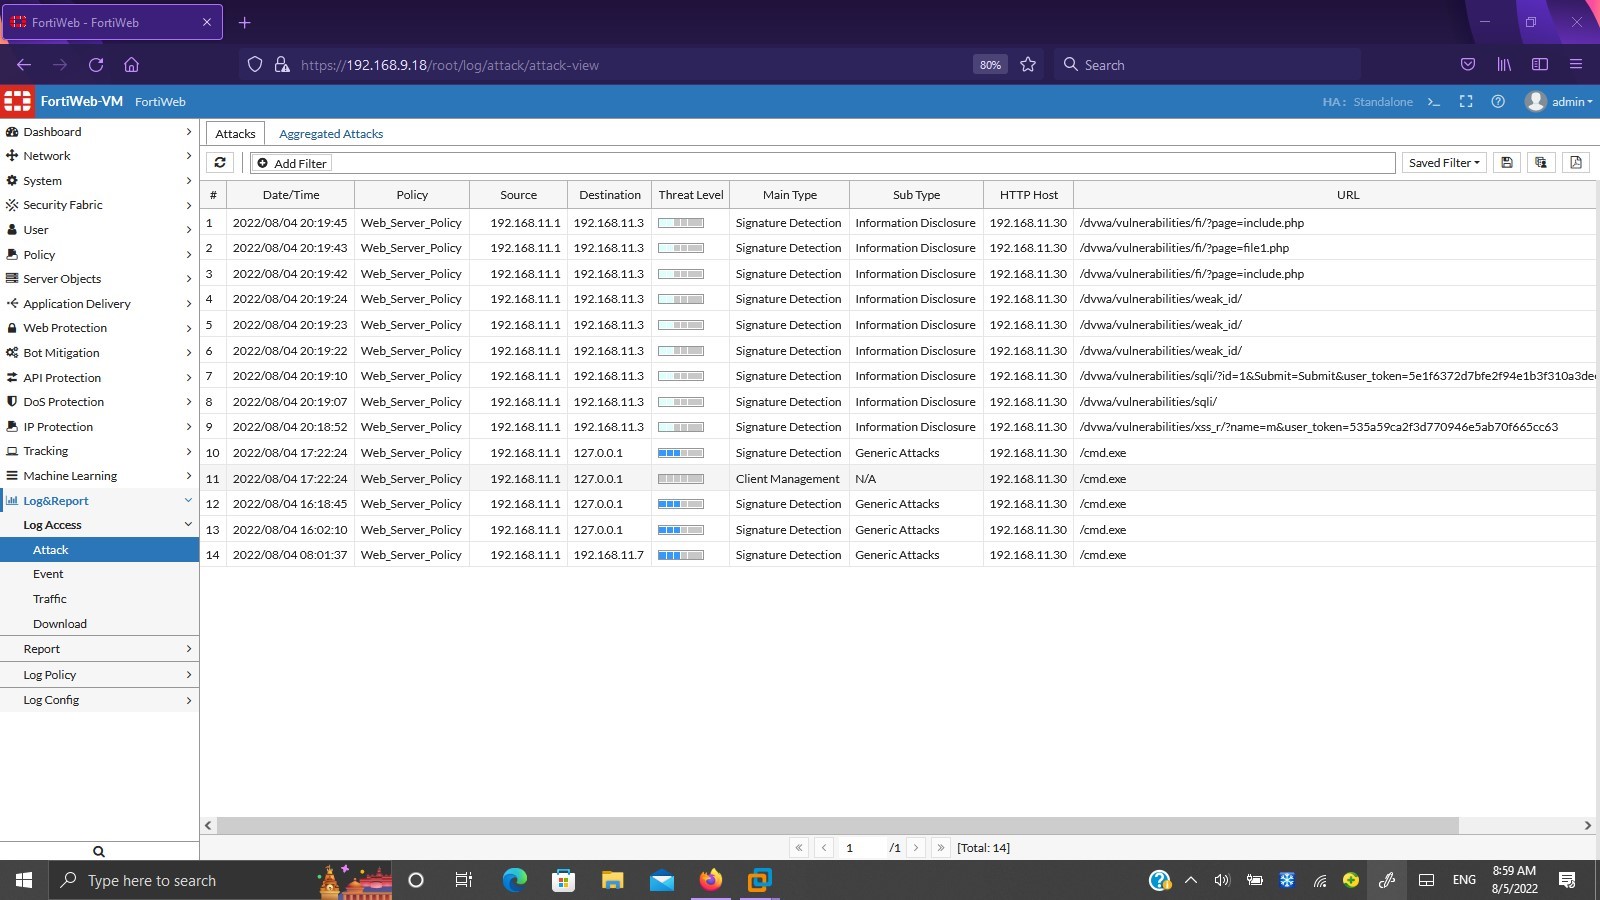 FortiWeb - FortiWeb
https://192.168.9.18/root/log/attack/attack-view 80% Search
FortiWeb-VM FortiWeb HA : Standalone admin
Dashboard
Network
System
Security Fabric
User
Policy
Server Objects
Application Delivery
Web Protection
Bot Mitigation
API Protection
DoS Protection
IP Protection
Tracking
Machine Learning
Log&Report
Log Access
Attack
Event
Traffic
Download
Report
Log Policy
Log Config
Attacks Aggregated Attacks
Add Filter Saved Filter
# Date/Time Policy Source Destination Threat Level Main Type Sub Type HTTP Host URL
1 2022/08/04 20:19:45 Web_Server_Policy 192.168.11.1 192.168.11.3 Signature Detection Information Disclosure 192.168.11.30 /dvwa/vulnerabilities/fi/?page=include.php
2 2022/08/04 20:19:43 Web_Server_Policy 192.168.11.1 192.168.11.3 Signature Detection Information Disclosure 192.168.11.30 /dvwa/vulnerabilities/fi/?page=file1.php
3 2022/08/04 20:19:42 Web_Server_Policy 192.168.11.1 192.168.11.3 Signature Detection Information Disclosure 192.168.11.30 /dvwa/vulnerabilities/fi/?page=include.php
4 2022/08/04 20:19:24 Web_Server_Policy 192.168.11.1 192.168.11.3 Signature Detection Information Disclosure 192.168.11.30 /dvwa/vulnerabilities/weak_id/
5 2022/08/04 20:19:23 Web_Server_Policy 192.168.11.1 192.168.11.3 Signature Detection Information Disclosure 192.168.11.30 /dvwa/vulnerabilities/weak_id/
6 2022/08/04 20:19:22 Web_Server_Policy 192.168.11.1 192.168.11.3 Signature Detection Information Disclosure 192.168.11.30 /dvwa/vulnerabilities/weak_id/
7 2022/08/04 20:19:10 Web_Server_Policy 192.168.11.1 192.168.11.3 Signature Detection Information Disclosure 192.168.11.30 /dvwa/vulnerabilities/sqli/?id=1&Submit=Submit&user_token=5e1f6372d7bfe2f94e1b3f310a3de
8 2022/08/04 20:19:07 Web_Server_Policy 192.168.11.1 192.168.11.3 Signature Detection Information Disclosure 192.168.11.30 /dvwa/vulnerabilities/sqli/
9 2022/08/04 20:18:52 Web_Server_Policy 192.168.11.1 192.168.11.3 Signature Detection Information Disclosure 192.168.11.30 /dvwa/vulnerabilities/xss_r/?name=m&user_token=535a59ca2f3d770946e5ab70f665cc63
10 2022/08/04 17:22:24 Web_Server_Policy 192.168.11.1 127.0.0.1 Signature Detection Generic Attacks 192.168.11.30 /cmd.exe
11 2022/08/04 17:22:24 Web_Server_Policy 192.168.11.1 127.0.0.1 Client Management N/A 192.168.11.30 /cmd.exe
12 2022/08/04 16:18:45 Web_Server_Policy 192.168.11.1 127.0.0.1 Signature Detection Generic Attacks 192.168.11.30 /cmd.exe
13 2022/08/04 16:02:10 Web_Server_Policy 192.168.11.1 127.0.0.1 Signature Detection Generic Attacks 192.168.11.30 /cmd.exe
14 2022/08/04 08:01:37 Web_Server_Policy 192.168.11.1 192.168.11.7 Signature Detection Generic Attacks 192.168.11.30 /cmd.exe
« ‹ 1 /1 › » [Total: 14]
Type here to search ENG 8:59 AM
8/5/2022